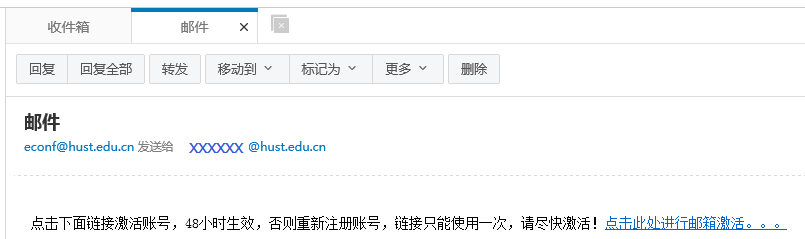 收件箱 邮件 ×
回复 回复全部 转发 移动到 标记为 更多 删除
邮件
econf@hust.edu.cn 发送给 XXXXXX @hust.edu.cn
点击下面链接激活账号，48小时生效，否则重新注册账号，链接只能使用一次，请尽快激活！点击此处进行邮箱激活。。。